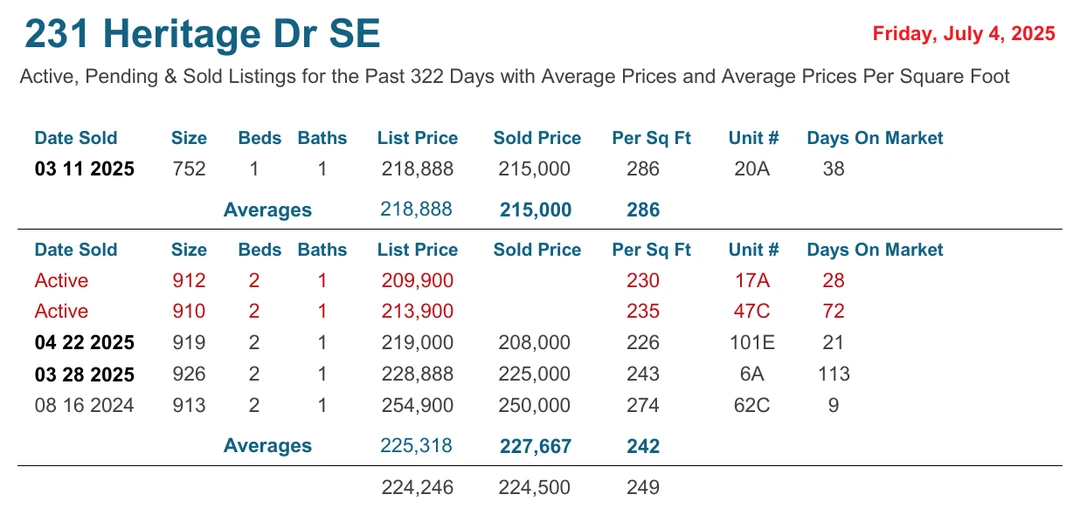 231 Heritage Dr SE
Friday, July 4, 2025
Active, Pending & Sold Listings for the Past 322 Days with Average Prices and Average Prices Per Square Foot
Date Sold Size Beds Baths List Price Sold Price Per Sq Ft Unit # Days On Market
03 11 2025 752 1 1 218,888 215,000 286 20A 38
Averages 218,888 215,000 286
Date Sold Size Beds Baths List Price Sold Price Per Sq Ft Unit # Days On Market
Active 912 2 1 209,900 230 17A 28
Active 910 2 1 213,900 235 47C 72
04 22 2025 919 2 1 219,000 208,000 226 101E 21
03 28 2025 926 2 1 228,888 225,000 243 6A 113
08 16 2024 913 2 1 254,900 250,000 274 62C 9
Averages 225,318 227,667 242
224,246 224,500 249